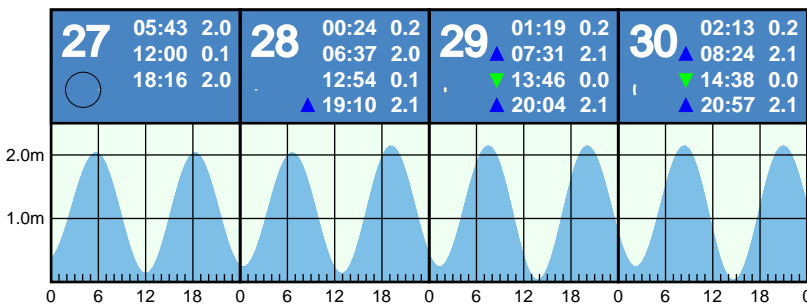 27
05:43 2.0
12:00 0.1
18:16 2.0
28
00:24 0.2
06:37 2.0
12:54 0.1
▲ 19:10 2.1
29
01:19 0.2
▲ 07:31 2.1
▼ 13:46 0.0
▲ 20:04 2.1
30
02:13 0.2
▲ 08:24 2.1
▼ 14:38 0.0
▲ 20:57 2.1
2.0m
1.0m
0 6 12 18 0 6 12 18 0 6 12 18 0 6 12 18 0